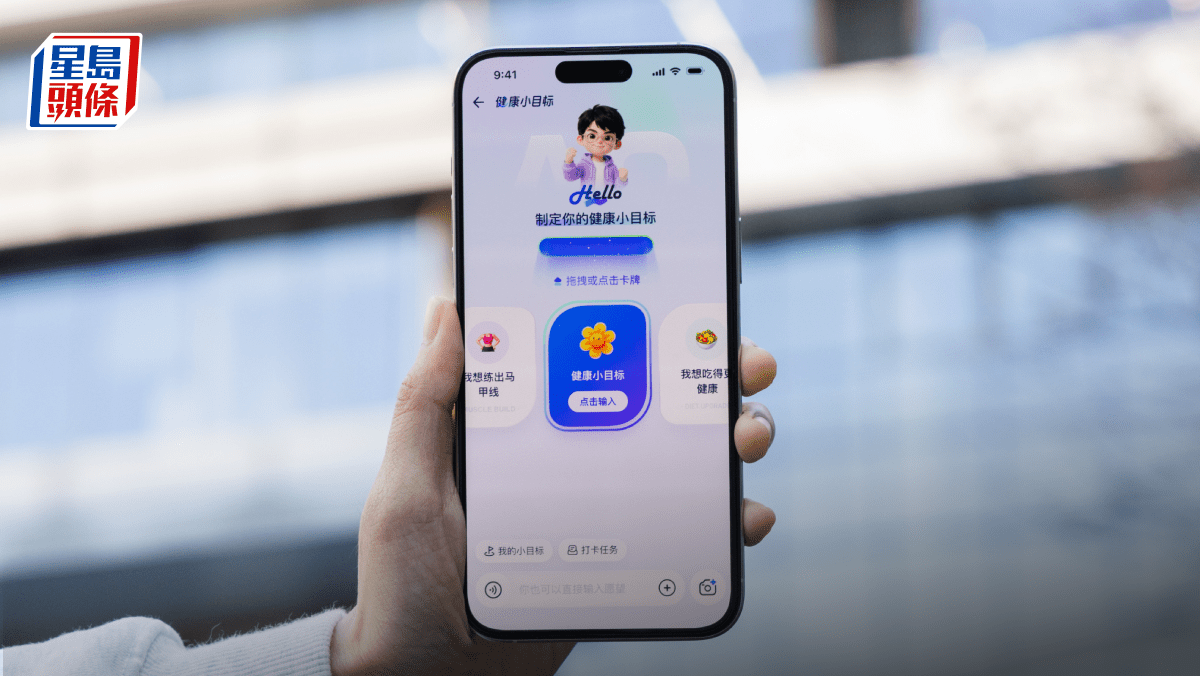 星島
頭條
9:41
健康小目标
Hello
制定你的健康小目标
拖拽或点击卡牌
我想练出马
甲线
健康小目标
点击输入
我想吃得更
健康
我的小目标
打卡任务
你也可以直接输入愿望